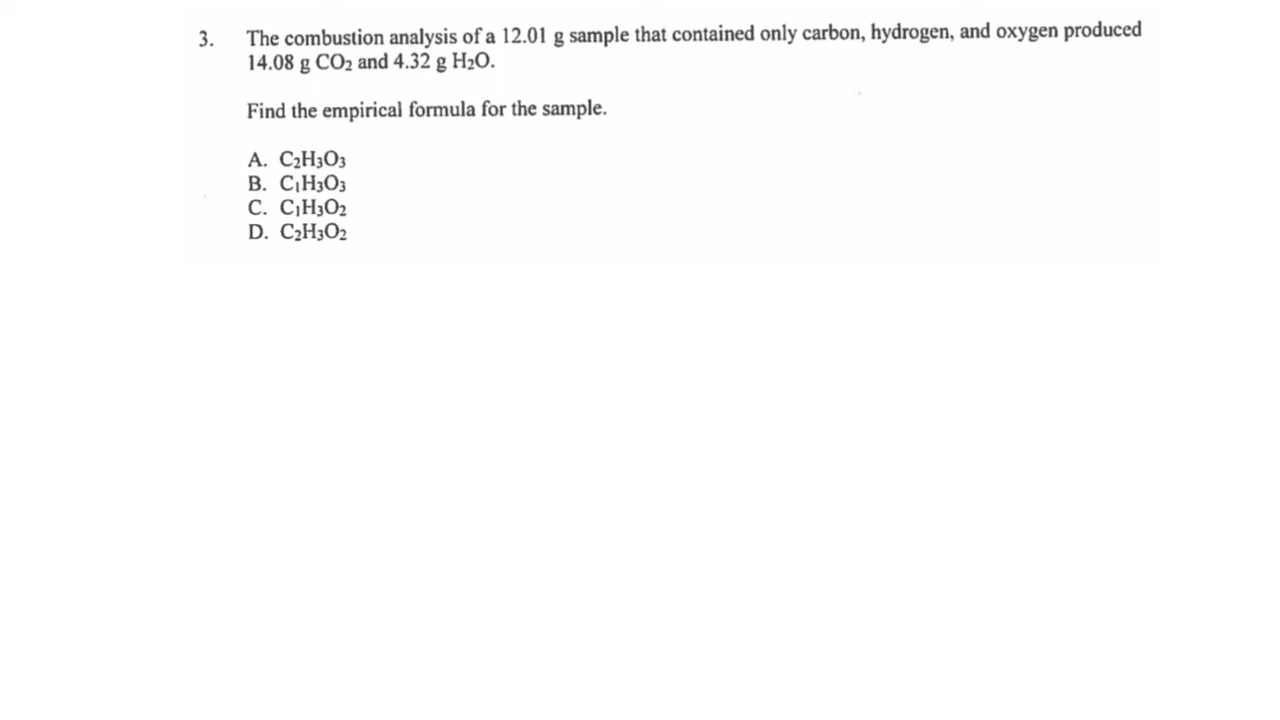 3. The combustion analysis of a 12.01 g sample that contained only carbon, hydrogen, and oxygen produced
14.08 g CO₂ and 4.32 g H₂O.
Find the empirical formula for the sample.
A. C₂H₃O₃
B. C₁H₃O₃
C. C₁H₃O₂
D. C₂H₃O₂